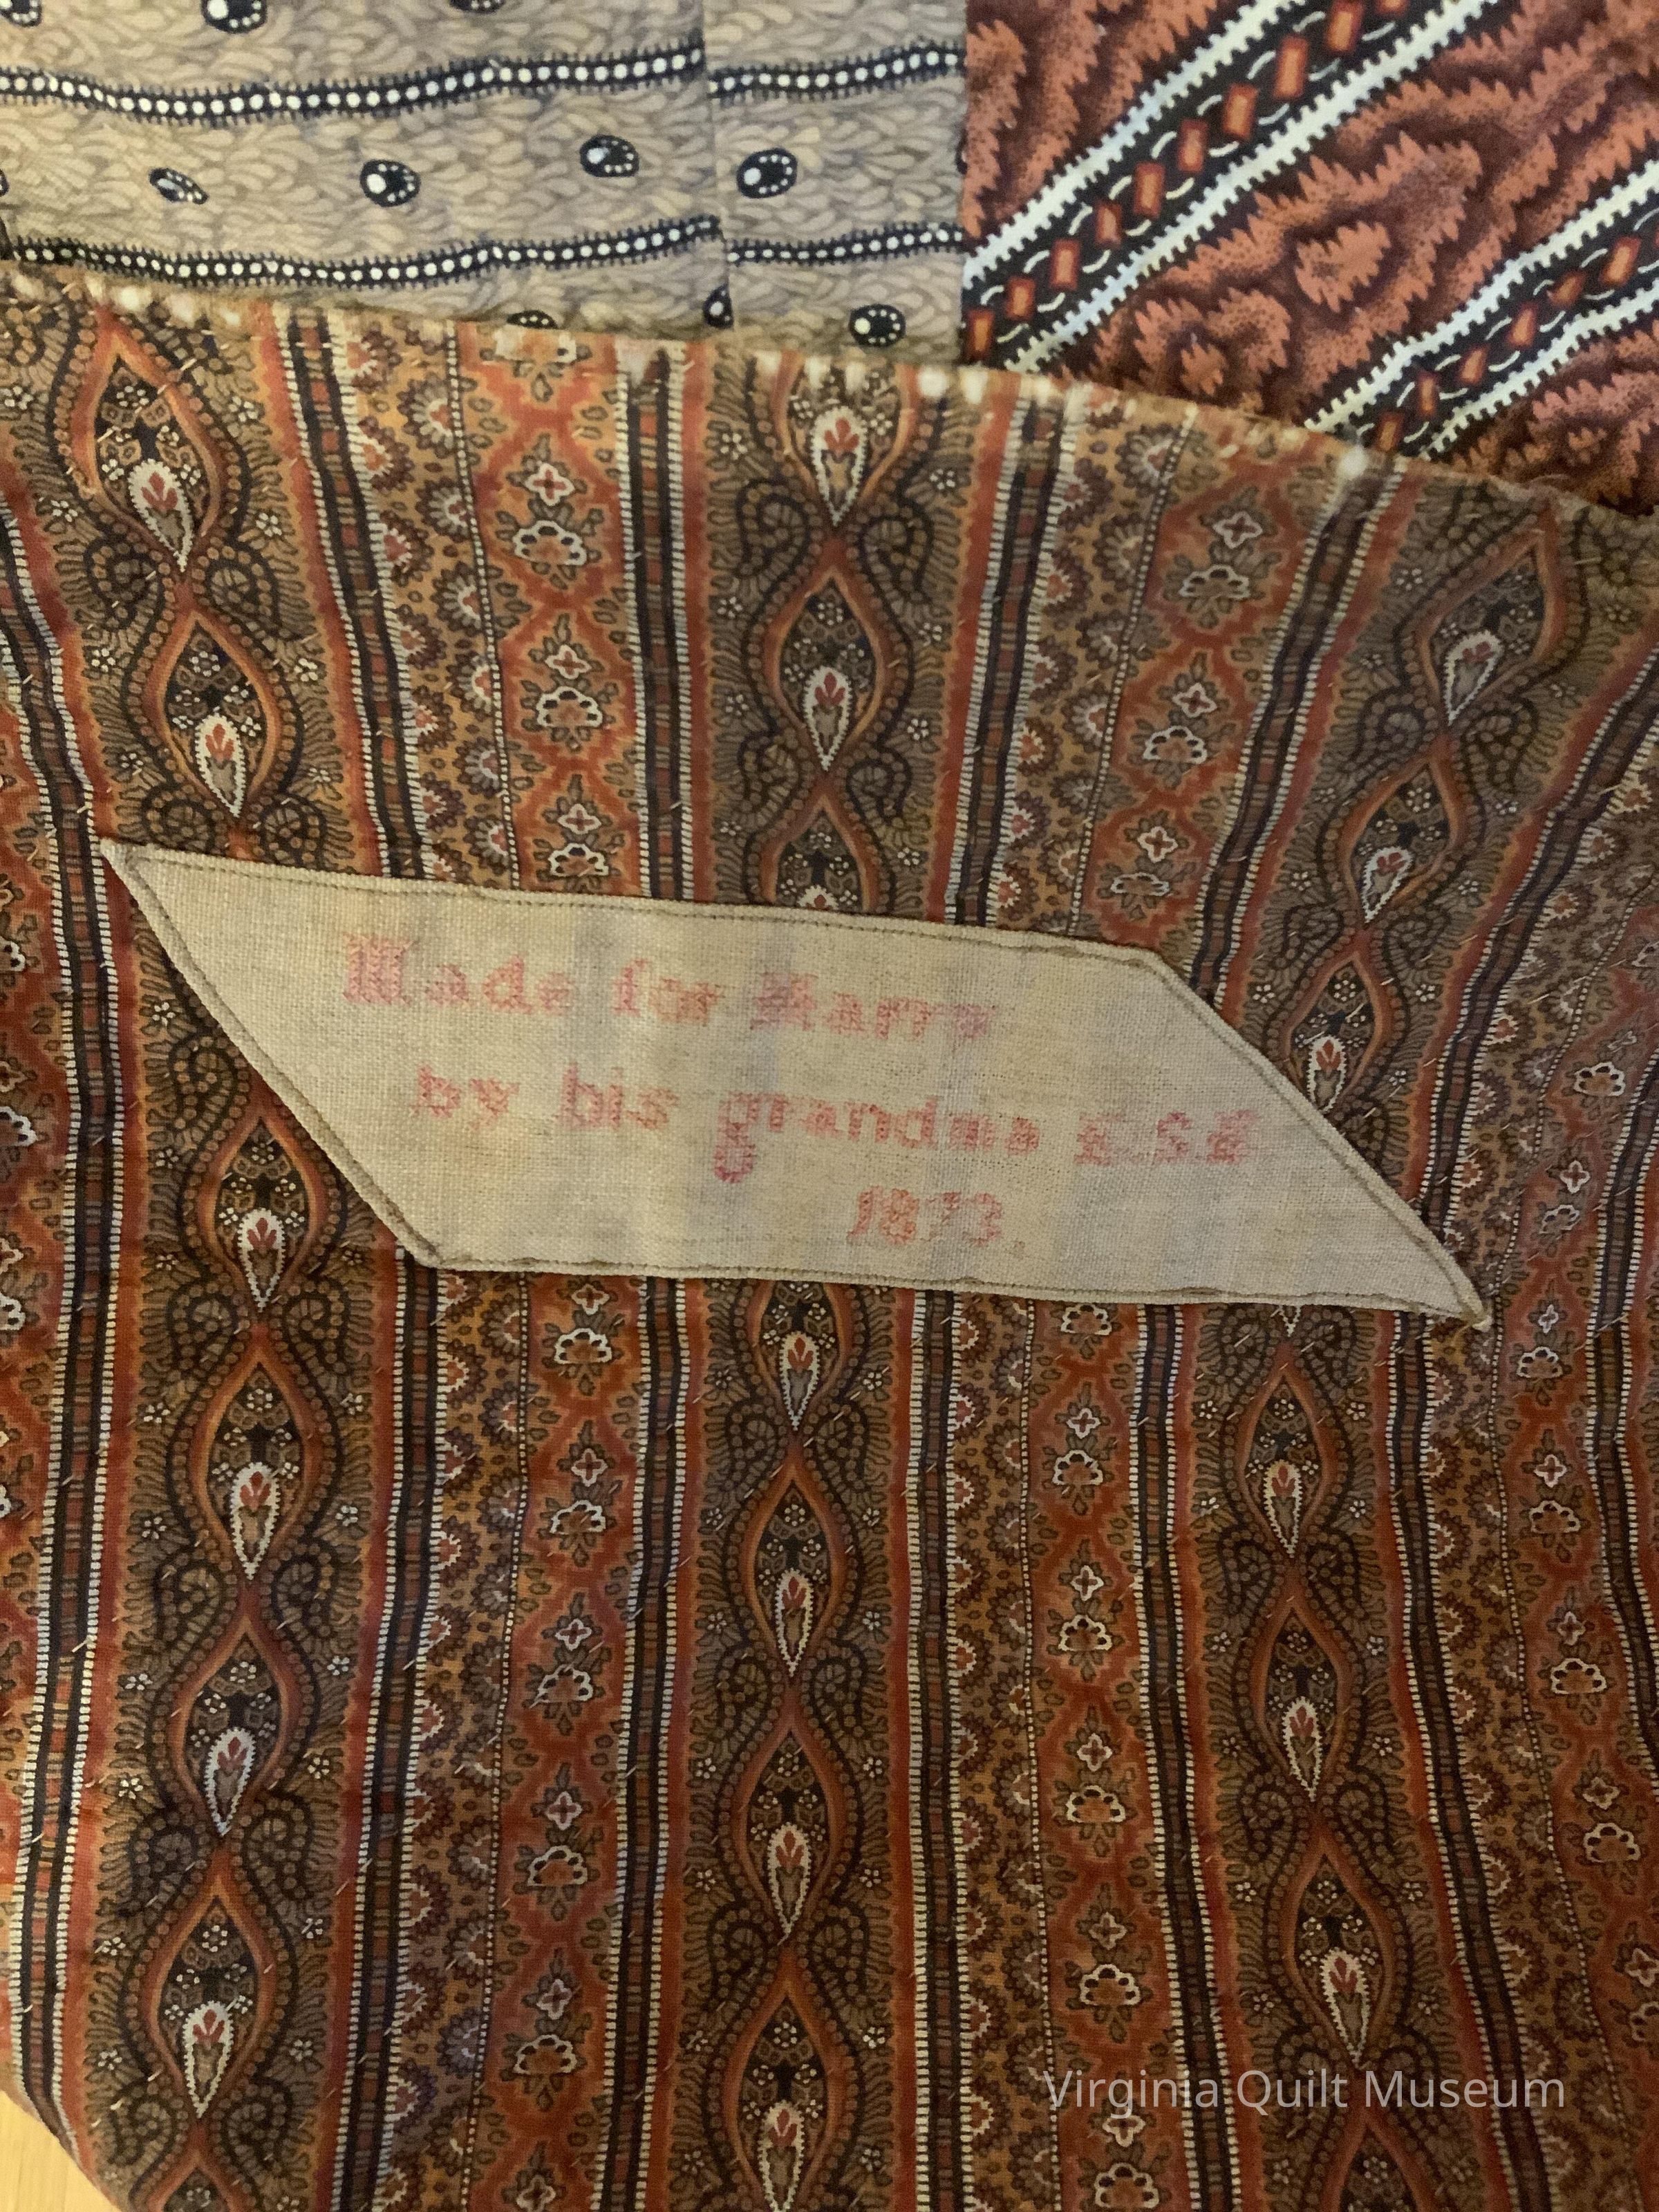 Made for Harry
by his grandma
1873.
Virginia Quilt Museum